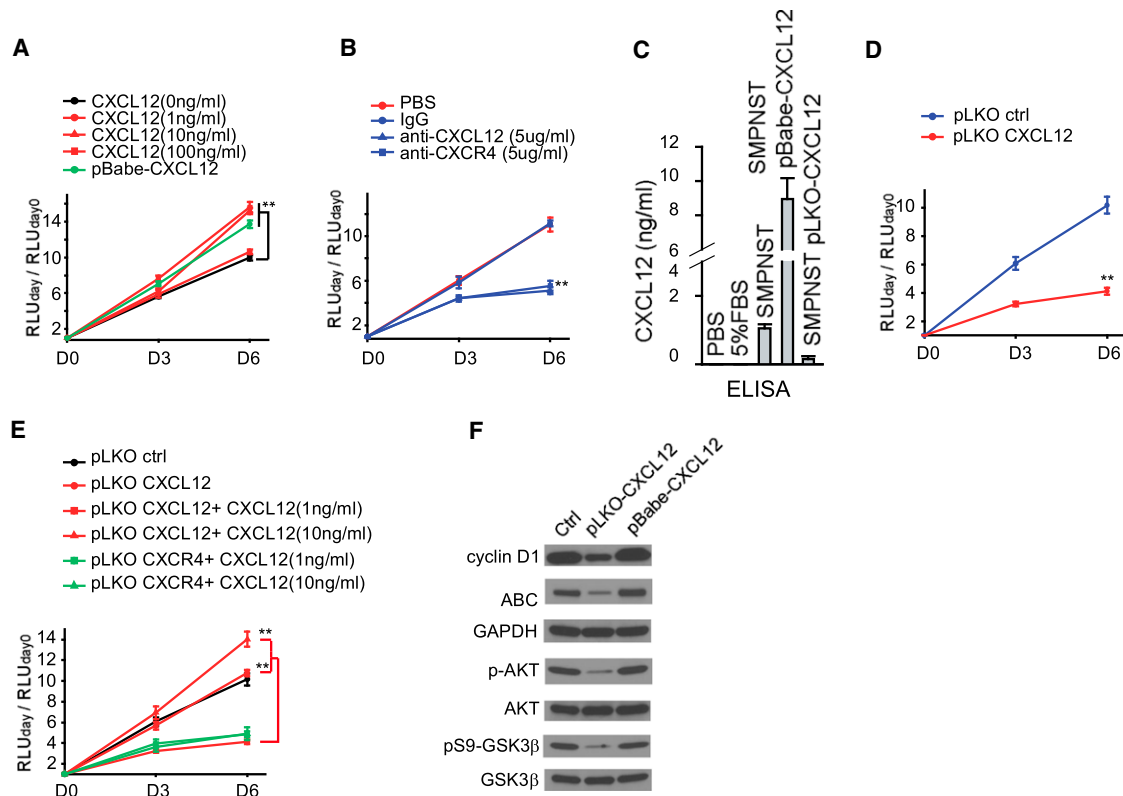 A
CXCL12(0ng/ml)
CXCL12(1ng/ml)
CXCL12(10ng/ml)
CXCL12(100ng/ml)
pBabe-CXCL12
RLUday / RLUday0
14
10
6
2
**
D0 D3 D6
B
PBS
IgG
anti-CXCL12 (5ug/ml)
anti-CXCR4 (5ug/ml)
RLUday / RLUday0
10
6
2
**
D0 D3 D6
C
CXCL12 (ng/ml)
12
10
8
6
4
2
0
PBS
5%FBS
SMPNST
SMPNST
pBabe-CXCL12
SMPNST pLKO-CXCL12
ELISA
D
pLKO ctrl
pLKO CXCL12
RLUday / RLUday0
10
8
6
4
2
**
D0 D3 D6
E
pLKO ctrl
pLKO CXCL12
pLKO CXCL12+ CXCL12(1ng/ml)
pLKO CXCL12+ CXCL12(10ng/ml)
pLKO CXCR4+ CXCL12(1ng/ml)
pLKO CXCR4+ CXCL12(10ng/ml)
RLUday / RLUday0
14
12
10
8
6
4
2
**
**
D0 D3 D6
F
Ctrl
pLKO-CXCL12
pBabe-CXCL12
cyclin D1
ABC
GAPDH
p-AKT
AKT
pS9-GSK3β
GSK3β